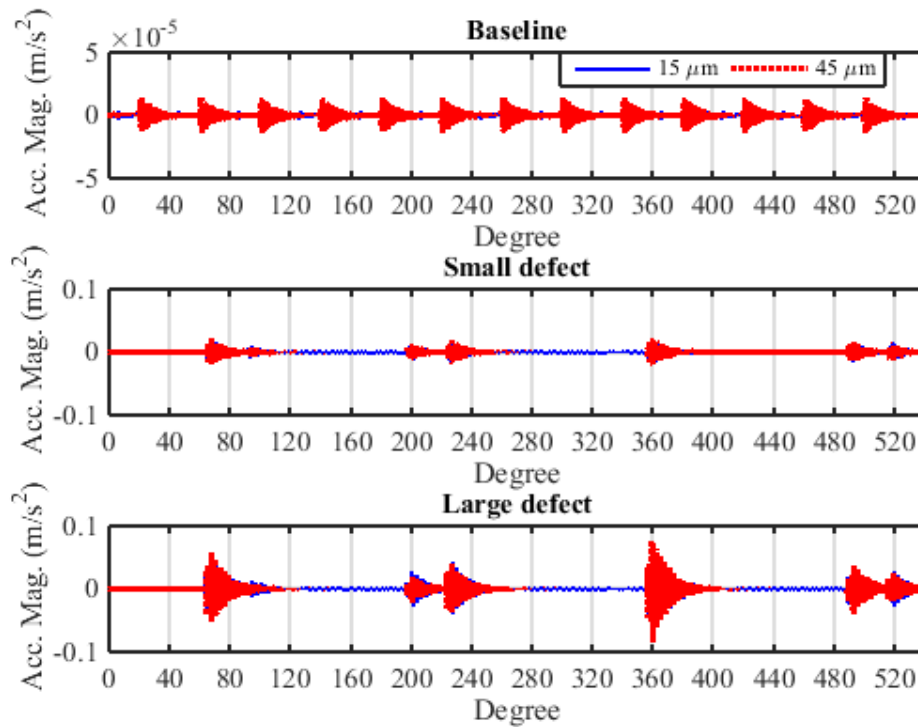 Baseline
×10⁻⁵
Acc. Mag. (m/s²)
5
0
-5
15 μm 45 μm
0 40 80 120 160 200 240 280 320 360 400 440 480 520
Degree
Small defect
Acc. Mag. (m/s²)
0.1
0
-0.1
0 40 80 120 160 200 240 280 320 360 400 440 480 520
Degree
Large defect
Acc. Mag. (m/s²)
0.1
0
-0.1
0 40 80 120 160 200 240 280 320 360 400 440 480 520
Degree